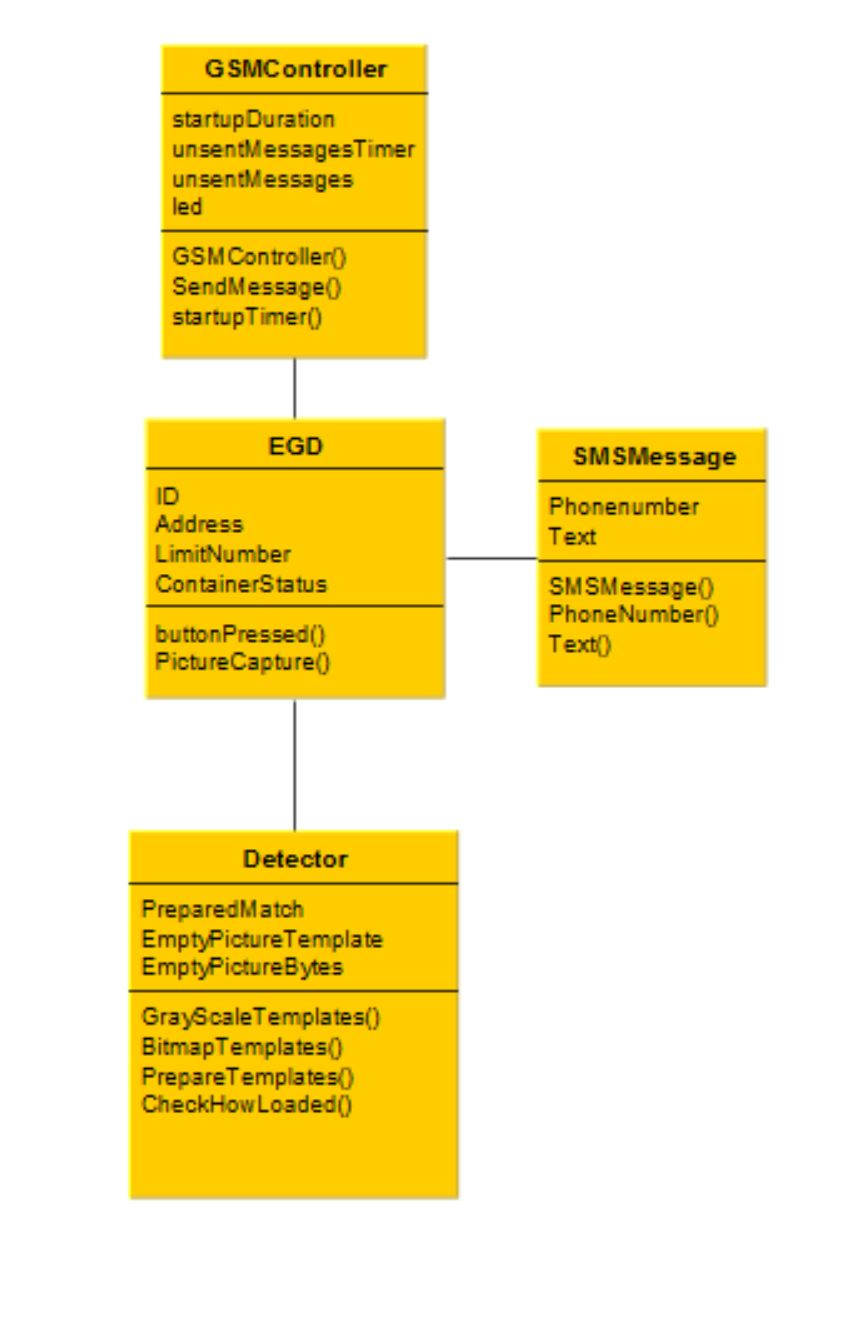 GSMController
startupDuration
unsentMessagesTimer
unsentMessages
led
GSMController()
SendMessage()
startupTimer()
EGD
ID
Address
LimitNumber
ContainerStatus
buttonPressed()
PictureCapture()
SMSMessage
Phonenumber
Text
SMSMessage()
PhoneNumber()
Text()
Detector
PreparedMatch
EmptyPictureTemplate
EmptyPictureBytes
GrayScaleTemplates()
BitmapTemplates()
PrepareTemplates()
CheckHowLoaded()